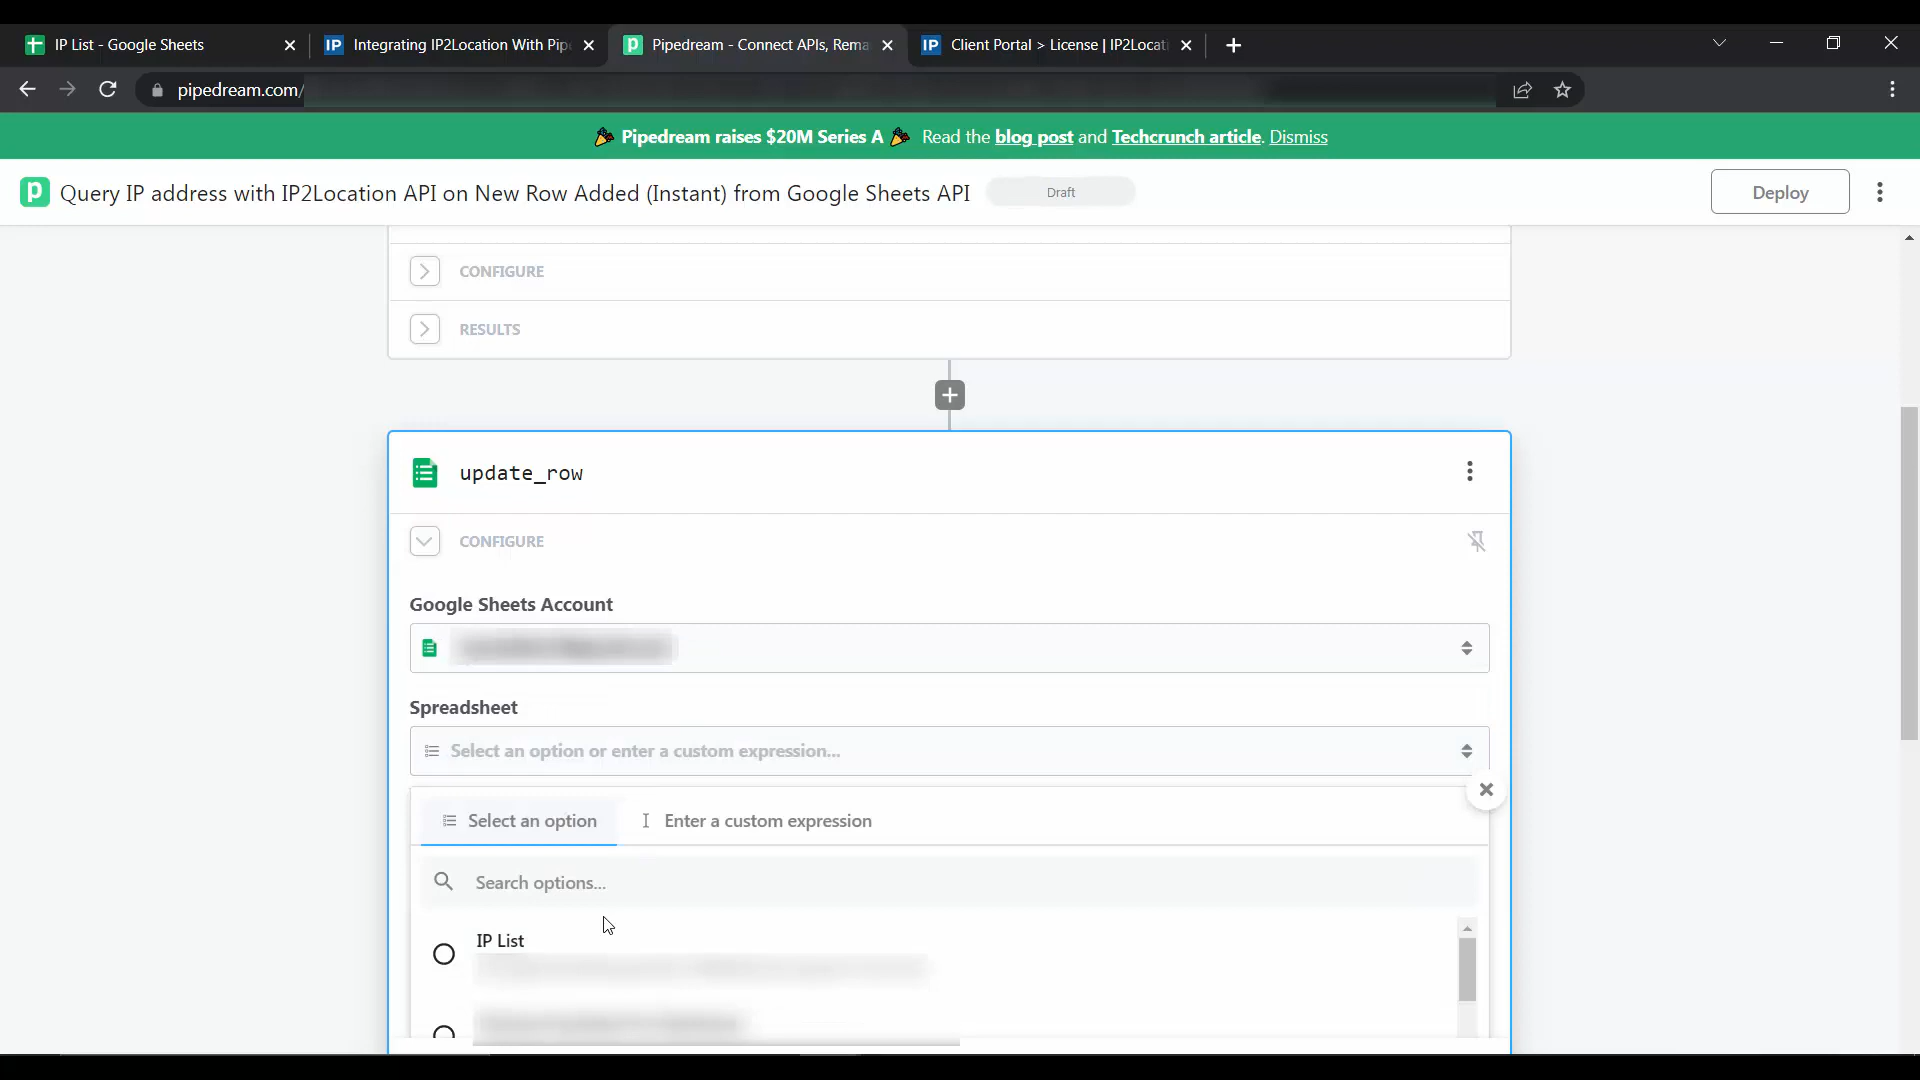 IP List - Google Sheets
IP Integrating IP2Location With Pip
Pipedream - Connect APIs, Rema
IP Client Portal > License | IP2Locati
pipedream.com/
Pipedream raises $20M Series A Read the blog post and Techcrunch article. Dismiss
p Query IP address with IP2Location API on New Row Added (Instant) from Google Sheets API
Draft
Deploy
CONFIGURE
RESULTS
update_row
CONFIGURE
Google Sheets Account
Spreadsheet
Select an option or enter a custom expression...
Select an option
Enter a custom expression
Search options...
IP List